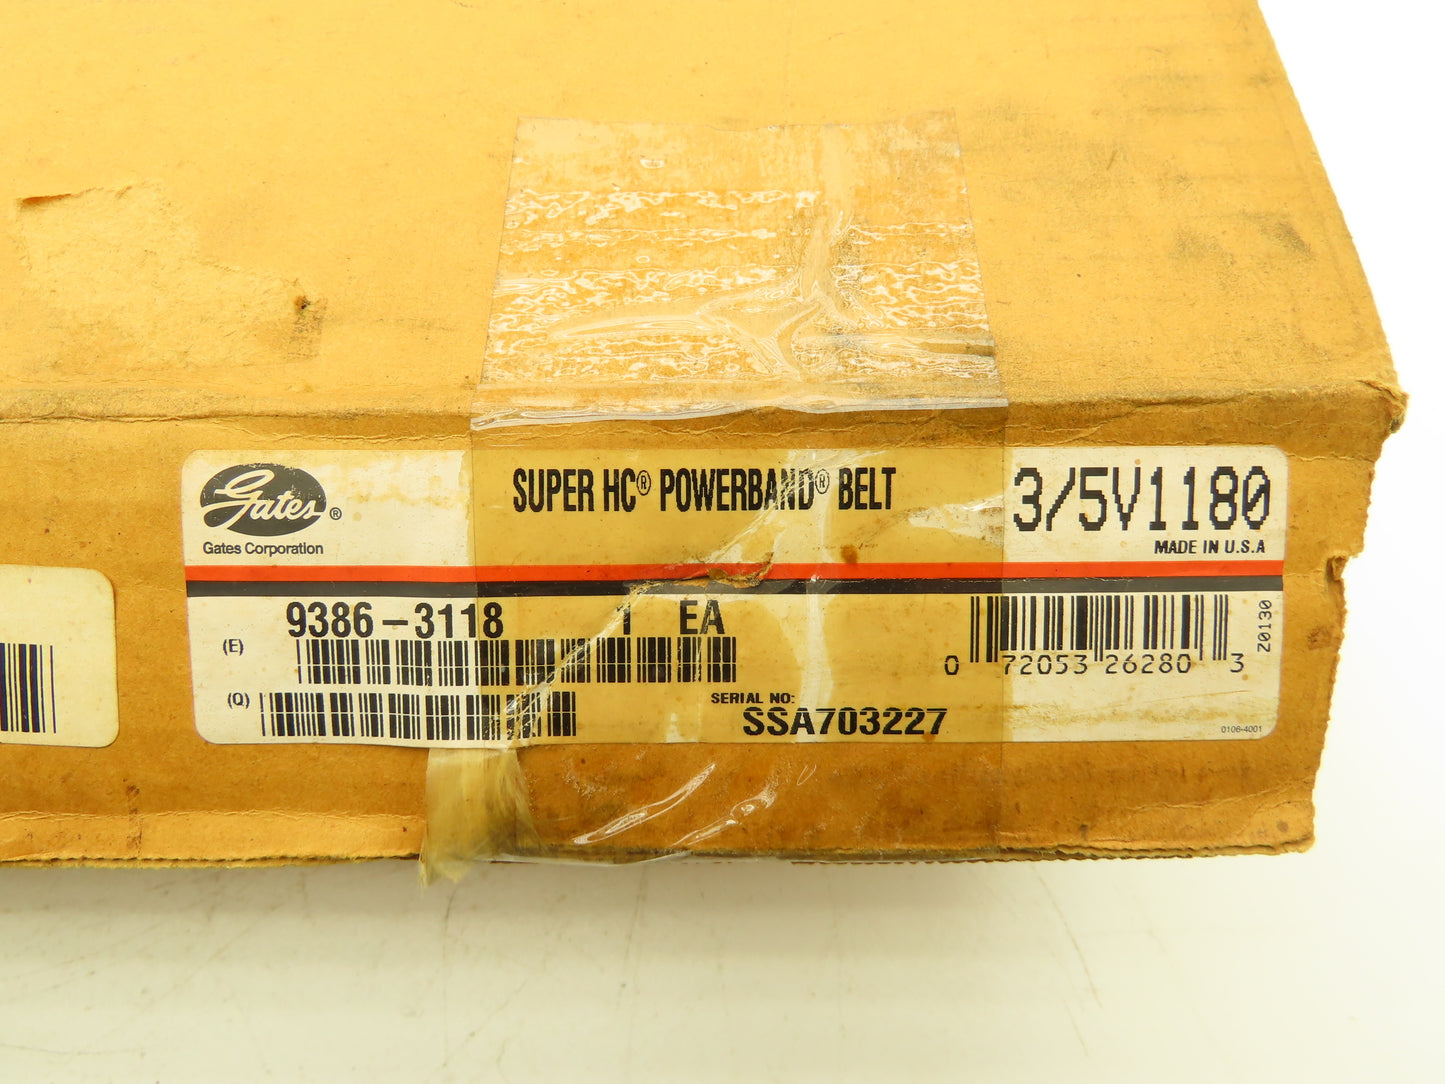 Gates®
Gates Corporation
SUPER HC® POWERBAND® BELT
3/5V1180
MADE IN U.S.A
9386-3118 1 EA
(E)
(Q)
SERIAL NO:
SSA703227
0 72053 26280 3
Z0130
0106-4001